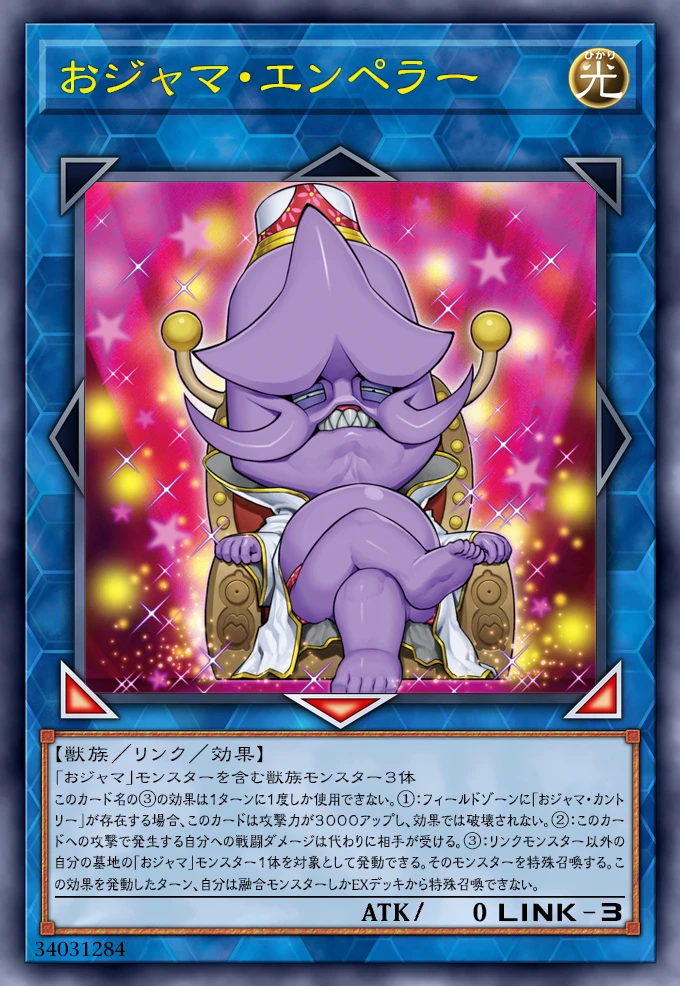 おジャマ・エンペラー
ひかり
光
【獣族／リンク／効果】
「おジャマ」モンスターを含む獣族モンスター3体
このカード名の③の効果は1ターンに1度しか使用できない。①：フィールドゾーンに「おジャマ・カント
リー」が存在する場合、このカードは攻撃力が3000アップし、効果では破壊されない。②：このカー
ドへの攻撃で発生する自分への戦闘ダメージは代わりに相手が受ける。③：リンクモンスター以外の
自分の墓地の「おジャマ」モンスター1体を対象として発動できる。そのモンスターを特殊召喚する。こ
の効果を発動したターン、自分は融合モンスターしかEXデッキから特殊召喚できない。
ATK/ 0 LINK-3
34031284